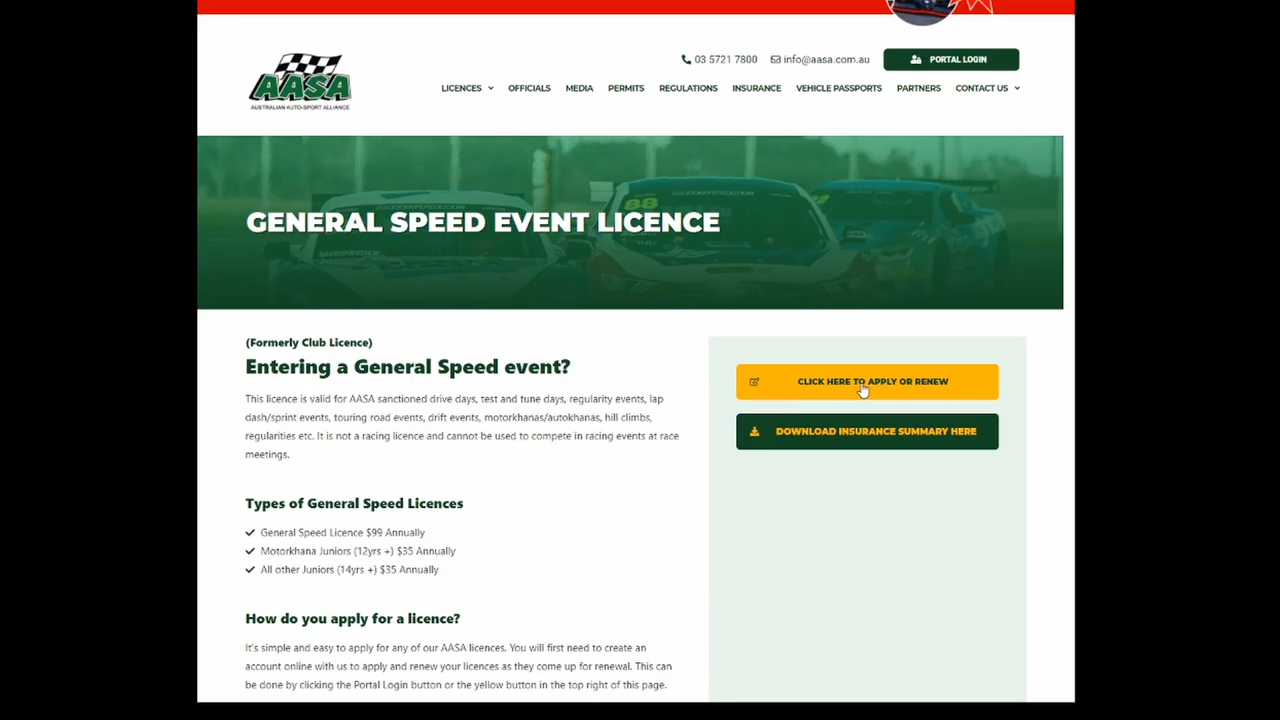 AASA
AUSTRALIAN AUTO-SPORT ALLIANCE
03 5721 7800 info@aasa.com.au PORTAL LOGIN
LICENCES OFFICIALS MEDIA PERMITS REGULATIONS INSURANCE VEHICLE PASSPORTS PARTNERS CONTACT US
88
GENERAL SPEED EVENT LICENCE
(Formerly Club Licence)
Entering a General Speed event?
This licence is valid for AASA sanctioned drive days, test and tune days, regularity events, lap
dash/sprint events, touring road events, drift events, motorkhanas/autokhanas, hill climbs,
regularities etc. It is not a racing licence and cannot be used to compete in racing events at race
meetings.
Types of General Speed Licences
General Speed Licence $99 Annually
Motorkhana Juniors (12yrs +) $35 Annually
All other Juniors (14yrs +) $35 Annually
How do you apply for a licence?
It's simple and easy to apply for any of our AASA licences. You will first need to create an
account online with us to apply and renew your licences as they come up for renewal. This can
be done by clicking the Portal Login button or the yellow button in the top right of this page.
CLICK HERE TO APPLY OR RENEW
DOWNLOAD INSURANCE SUMMARY HERE